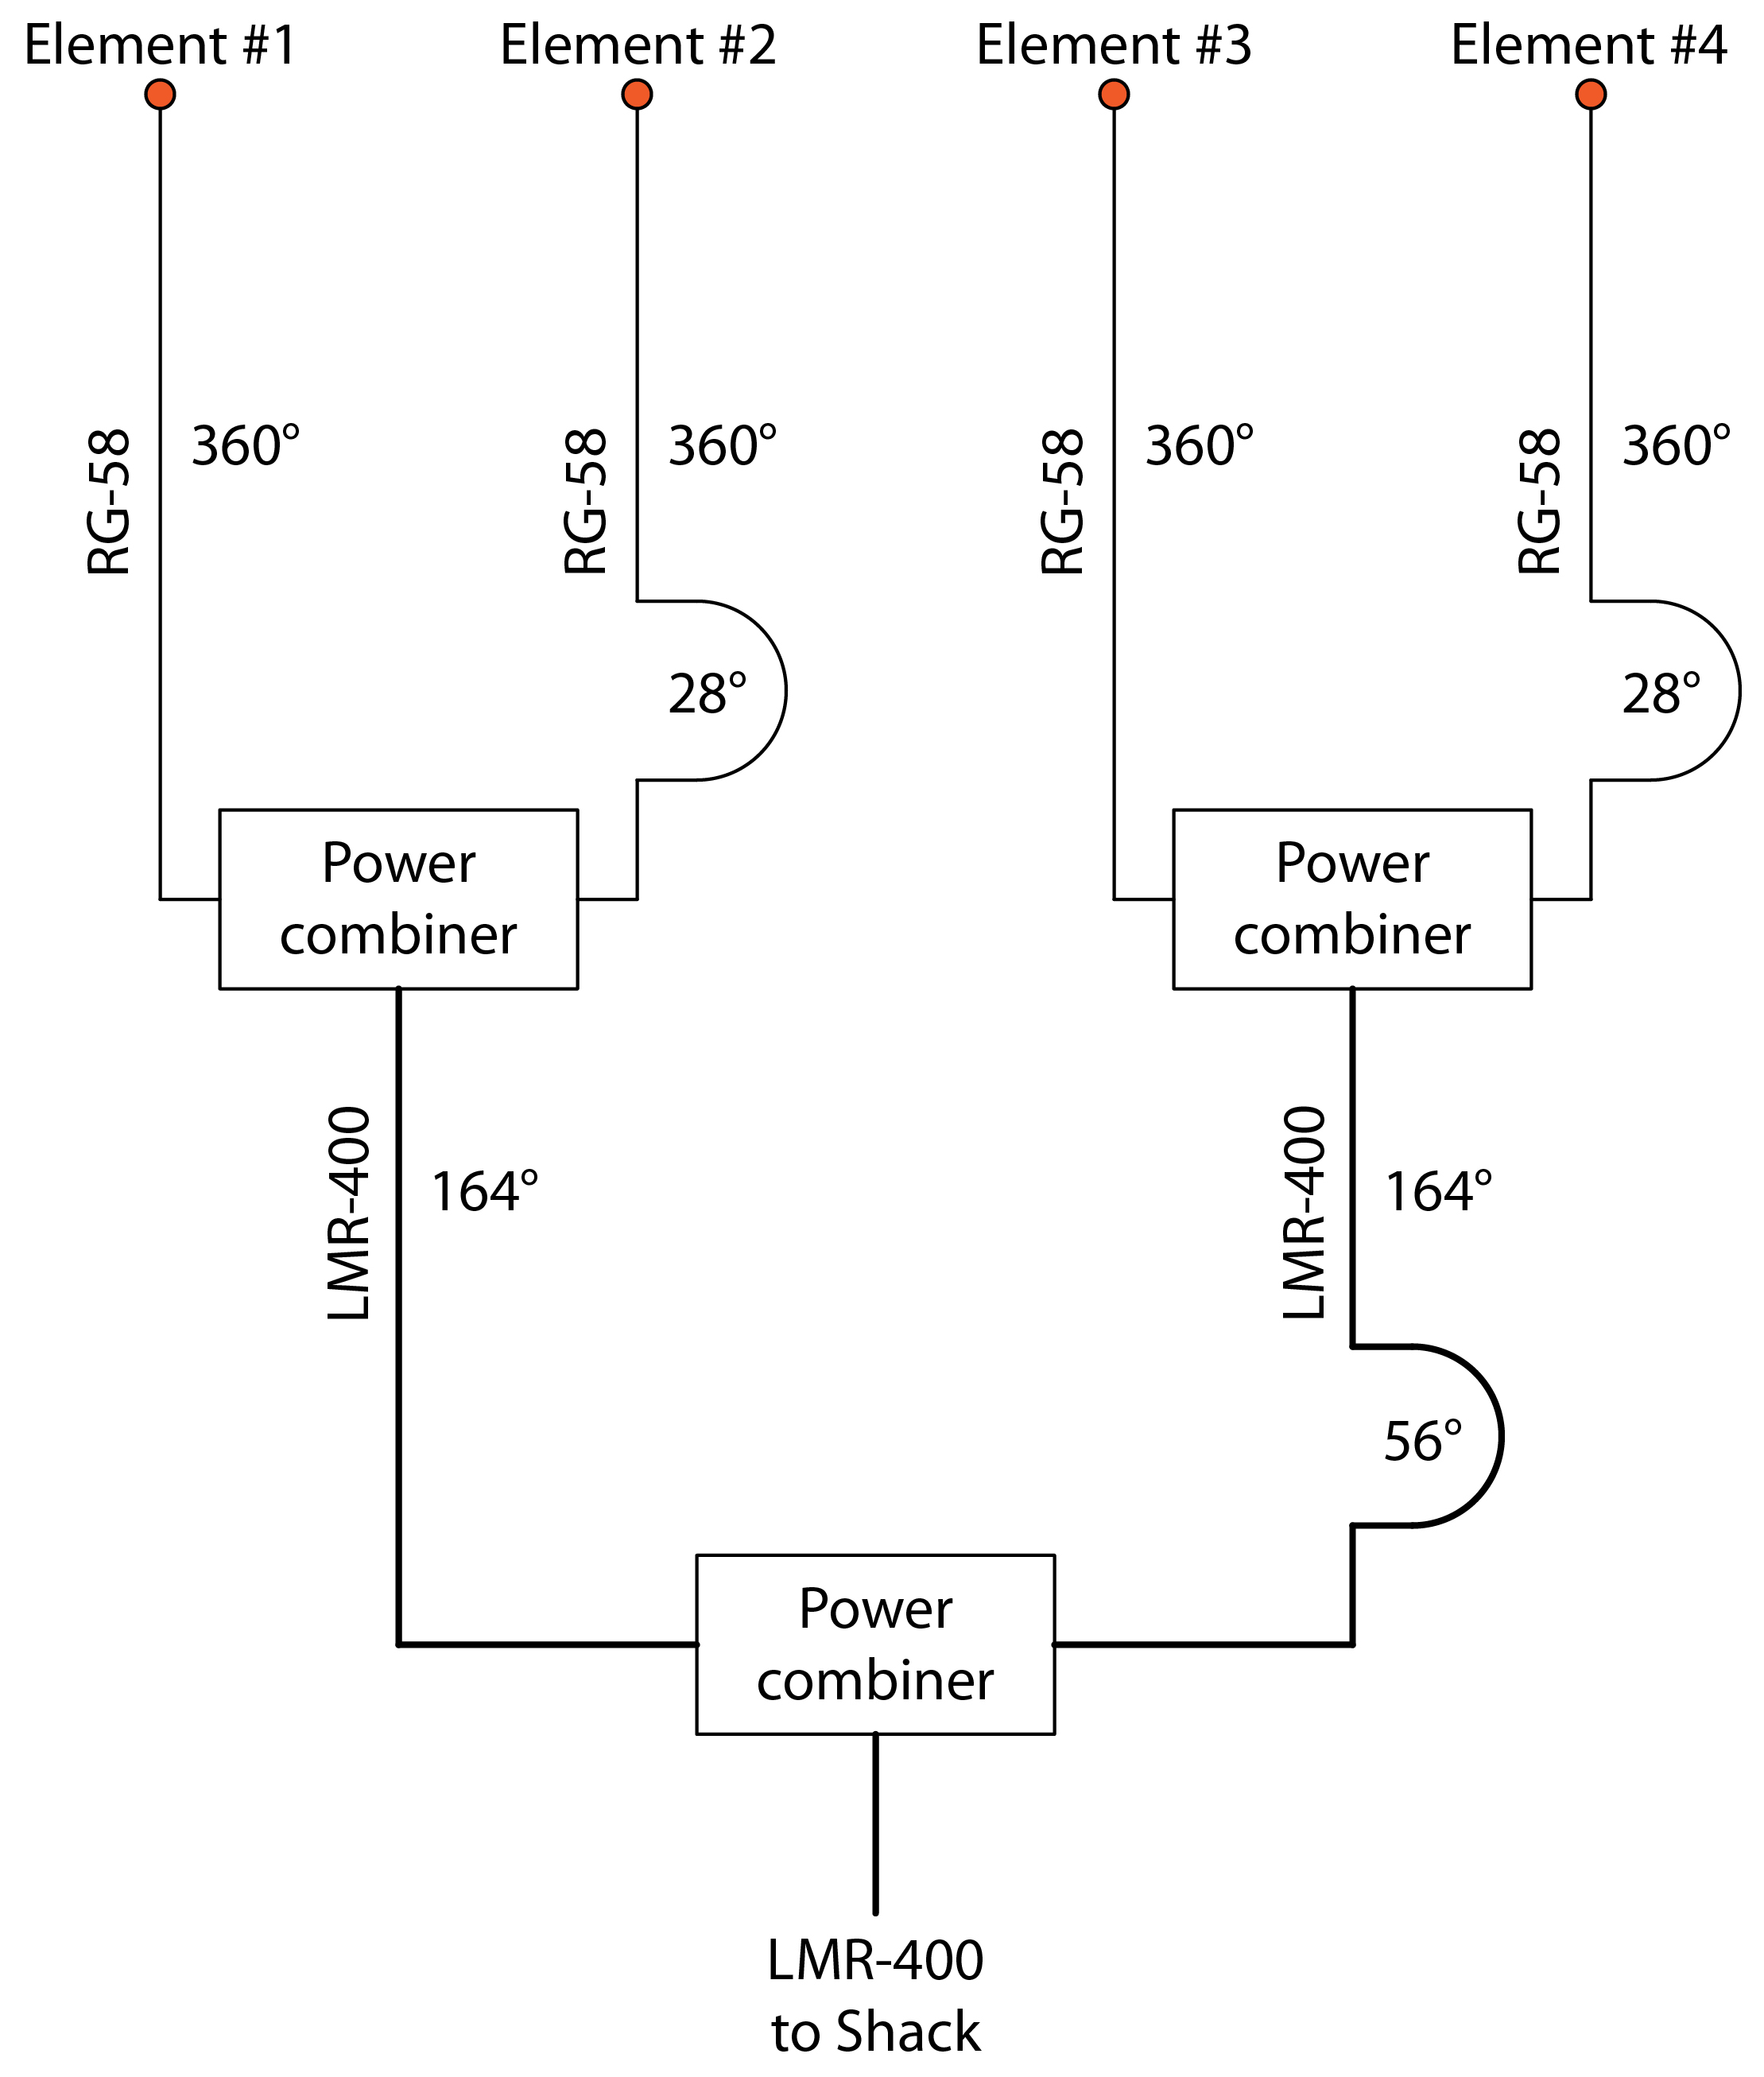 Element #1
Element #2
Element #3
Element #4
RG-58
360°
RG-58
360°
RG-58
360°
RG-58
360°
28°
28°
Power
combiner
Power
combiner
LMR-400
164°
LMR-400
164°
56°
Power
combiner
LMR-400
to Shack